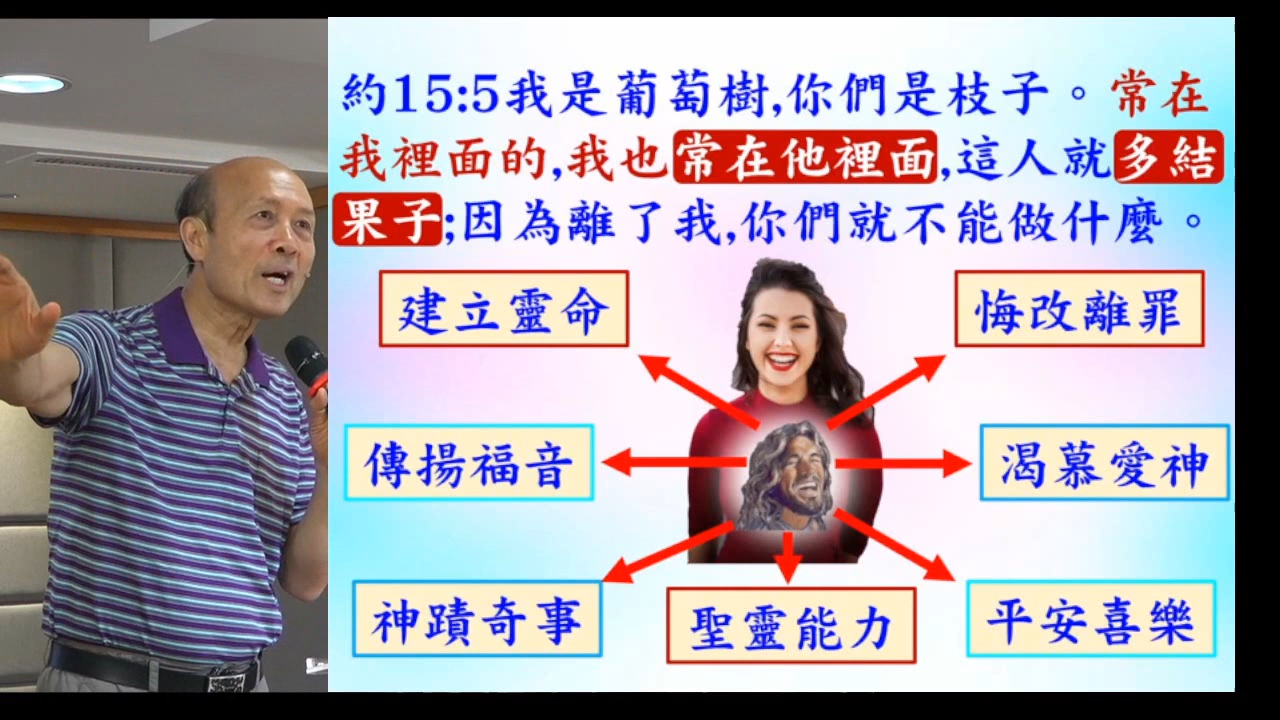 約15:5我是葡萄樹,你們是枝子。常在
我裡面的,我也常在他裡面,這人就多結
果子;因為離了我,你們就不能做什麼。
建立靈命
悔改離罪
傳揚福音
渴慕愛神
神蹟奇事
聖靈能力
平安喜樂